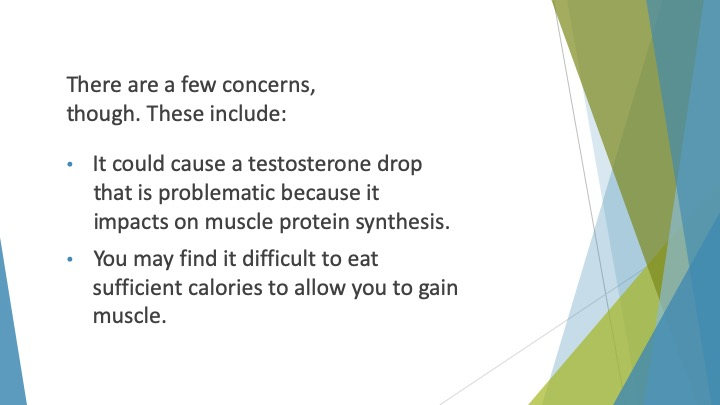 There are a few concerns,
though. These include:
• It could cause a testosterone drop
that is problematic because it
impacts on muscle protein synthesis.
• You may find it difficult to eat
sufficient calories to allow you to gain
muscle.